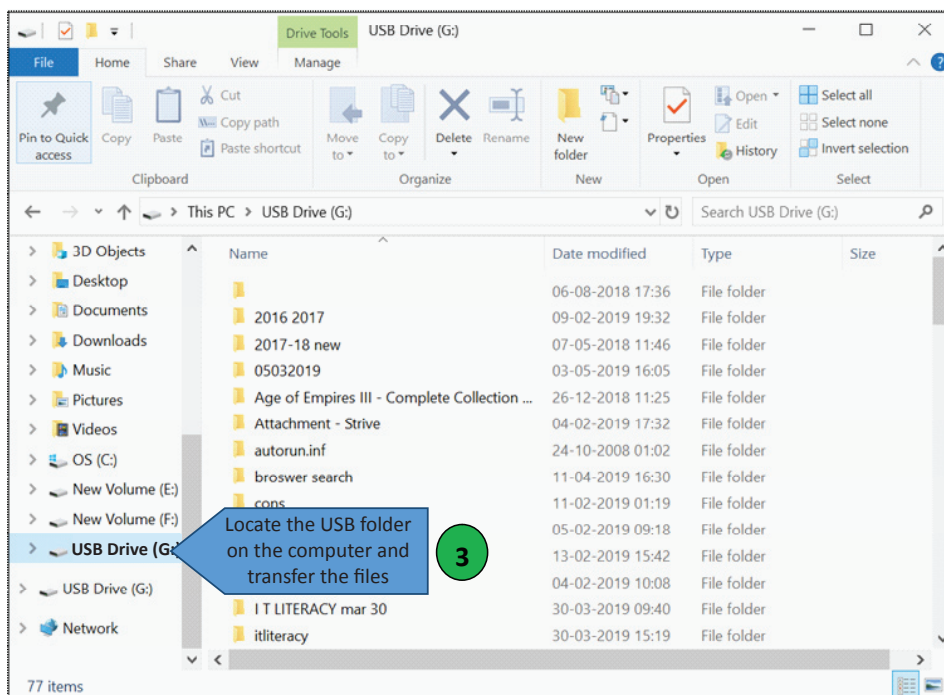 Drive Tools USB Drive (G:)
File Home Share View Manage
Pin to Quick access
Copy
Paste
Cut
Copy path
Paste shortcut
Move to
Copy to
Delete
Rename
New folder
Properties
Open
Edit
History
Select all
Select none
Invert selection
Clipboard Organize New Open Select
This PC > USB Drive (G:)
Search USB Drive (G:)
3D Objects
Desktop
Documents
Downloads
Music
Pictures
Videos
OS (C:)
New Volume (E:)
New Volume (F:)
USB Drive (G:
USB Drive (G:)
Network
Name Date modified Type Size
06-08-2018 17:36 File folder
2016 2017 09-02-2019 19:32 File folder
2017-18 new 07-05-2018 11:46 File folder
05032019 03-05-2019 16:05 File folder
Age of Empires III - Complete Collection ... 26-12-2018 11:25 File folder
Attachment - Strive 04-02-2019 17:32 File folder
autorun.inf 24-10-2008 01:02 File folder
broswer search 11-04-2019 16:30 File folder
cons 11-02-2019 01:19 File folder
05-02-2019 09:18 File folder
13-02-2019 15:42 File folder
04-02-2019 10:08 File folder
I T LITERACY mar 30 30-03-2019 09:40 File folder
itliteracy 30-03-2019 15:19 File folder
Locate the USB folder
on the computer and
transfer the files
3
77 items